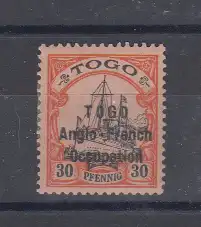 TOGO
TOGO
Anglo-French
Occupation
30 30
PFENNIG